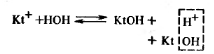 Kt⁺ +HOH ⇌ KtOH + H⁺
+ Kt OH